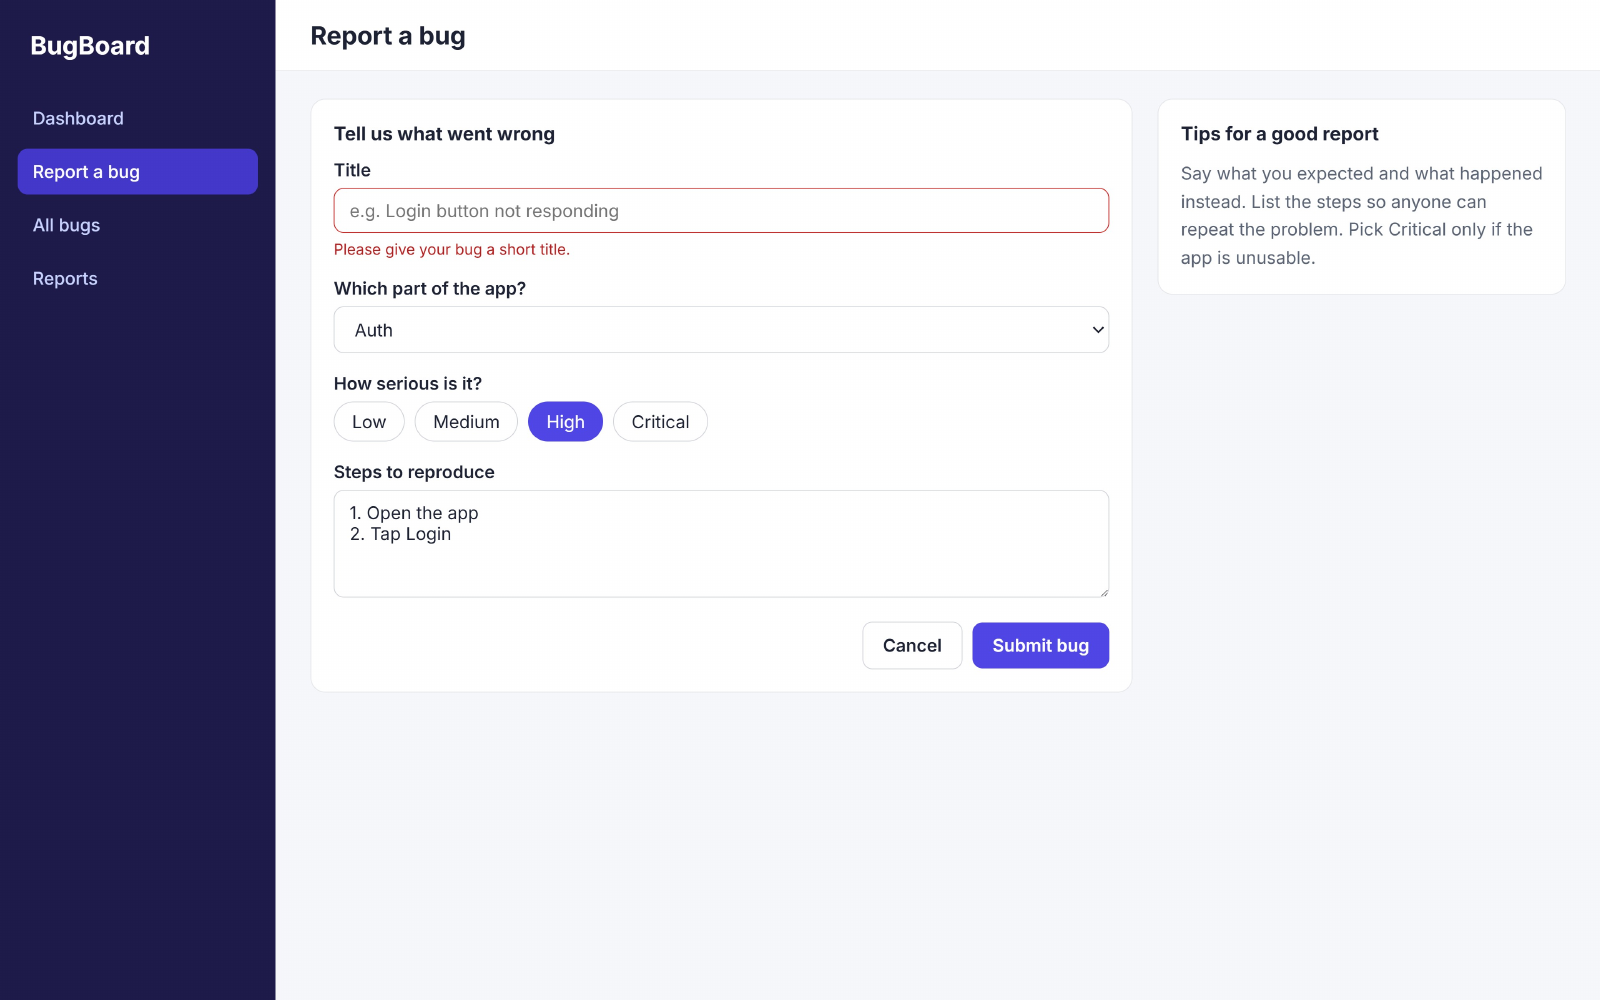 BugBoard
Dashboard
Report a bug
All bugs
Reports
Report a bug
Tell us what went wrong
Title
e.g. Login button not responding
Please give your bug a short title.
Which part of the app?
Auth
How serious is it?
Low Medium High Critical
Steps to reproduce
1. Open the app
2. Tap Login
Cancel Submit bug
Tips for a good report
Say what you expected and what happened
instead. List the steps so anyone can
repeat the problem. Pick Critical only if the
app is unusable.